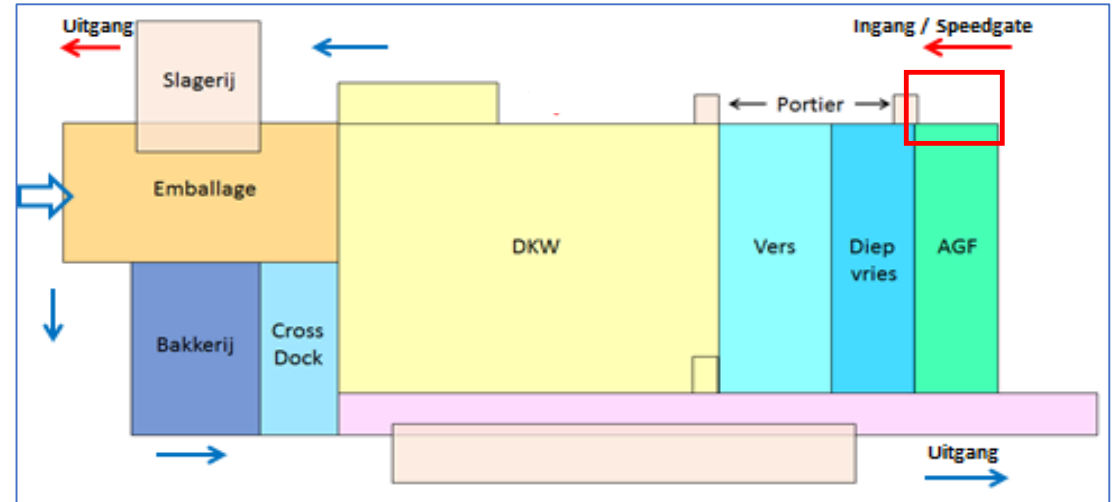 Uitgang
Ingang / Speedgate
Slagerij
Portier
Emballage
DKW
Vers
Diep
vries
AGF
Bakkerij
Cross
Dock
Uitgang